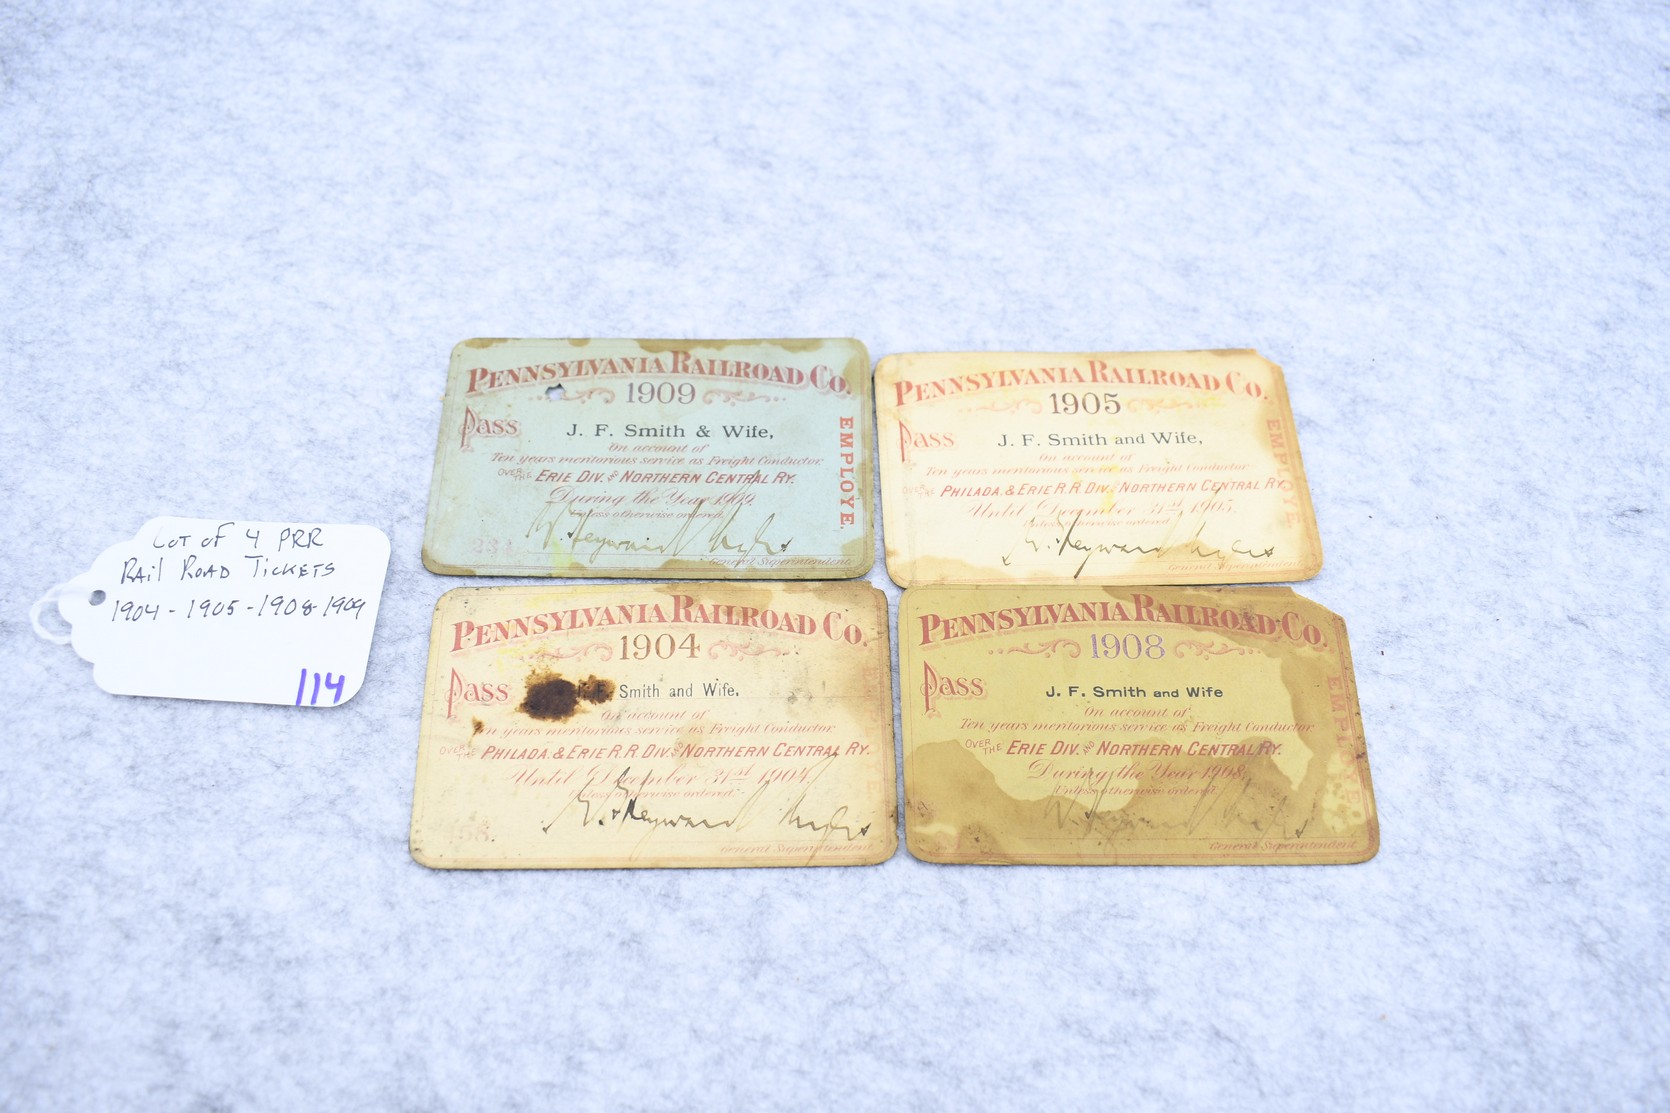 LOT OF 4 PRR
RAil ROAD TICKETS
1904 - 1905 - 1908 - 1909
114
PENNSYLVANIA RAILROAD CO.
1909
Pass J. F. Smith & Wife,
On account of
Ten years meritorious service as Freight Conductor
OVER THE ERIE DIV. AND NORTHERN CENTRAL RY.
During the Year 1909.
Unless otherwise ordered.
General Superintendent.
EMPLOYE.
PENNSYLVANIA RAILROAD CO.
1905
Pass J. F. Smith and Wife,
On account of
Ten years meritorious service as Freight Conductor
OVER THE PHILADA. & ERIE R.R. DIV. AND NORTHERN CENTRAL RY.
Until December 31st 1905.
Unless otherwise ordered.
General Superintendent.
EMPLOYE
PENNSYLVANIA RAILROAD CO.
1904
Pass J. F. Smith and Wife.
On account of
Ten years meritorious service as Freight Conductor
OVER THE PHILADA. & ERIE R.R. DIV. AND NORTHERN CENTRAL RY.
Until December 31st 1904.
Unless otherwise ordered.
General Superintendent.
EMPLOYE
PENNSYLVANIA RAILROAD CO.
1908
Pass J. F. Smith and Wife
On account of
Ten years meritorious service as Freight Conductor
OVER THE ERIE DIV. AND NORTHERN CENTRAL RY.
During the Year 1908.
Unless otherwise ordered.
General Superintendent.
EMPLOYE